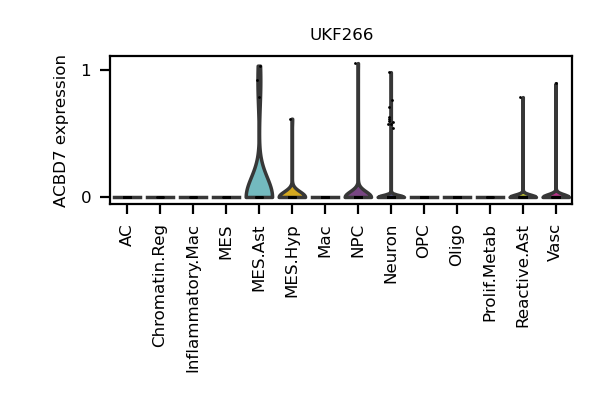 UKF266
ACBD7 expression
1
0
AC
Chromatin.Reg
Inflammatory.Mac
MES
MES.Ast
MES.Hyp
Mac
NPC
Neuron
OPC
Oligo
Prolif.Metab
Reactive.Ast
Vasc